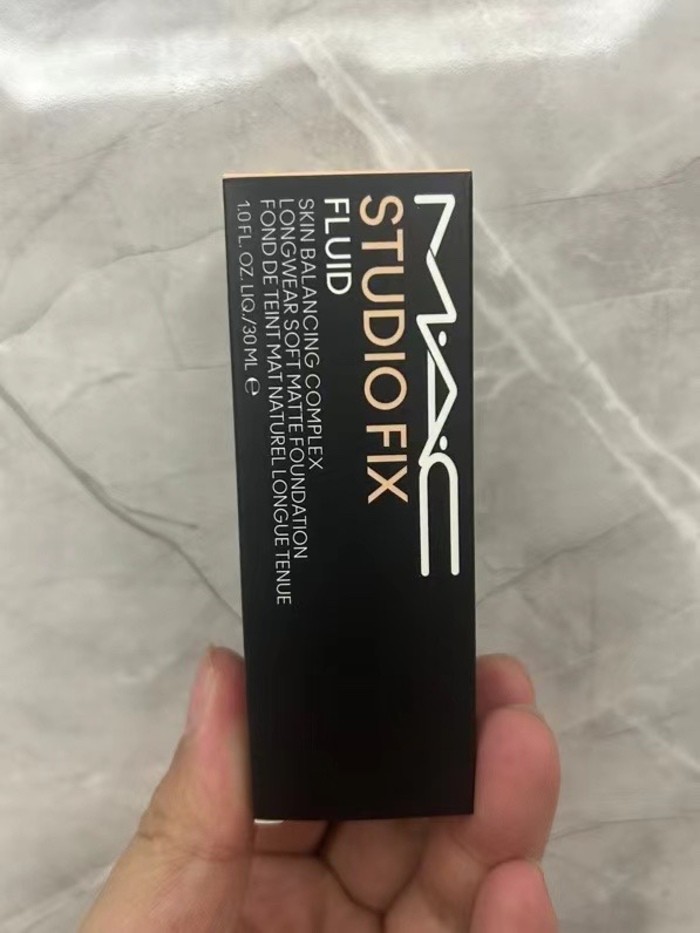 M·A·C
STUDIO FIX
FLUID
SKIN BALANCING COMPLEX
LONGWEAR SOFT MATTE FOUNDATION
FOND DE TEINT MAT NATUREL LONGUE TENUE
1.0 FL. OZ. LIQ./30 ML ℮